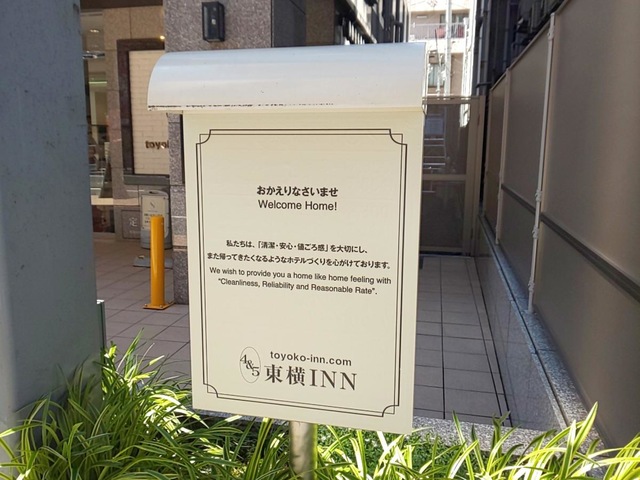 おかえりなさいませ
Welcome Home!
私たちは、「清潔・安心・値ごろ感」を大切にし、
また帰ってきたくなるようなホテルづくりを心がけております。
We wish to provide you a home like home feeling with
"Cleanliness, Reliability and Reasonable Rate".
toyoko-inn.com
4&5 東横INN
toyoko